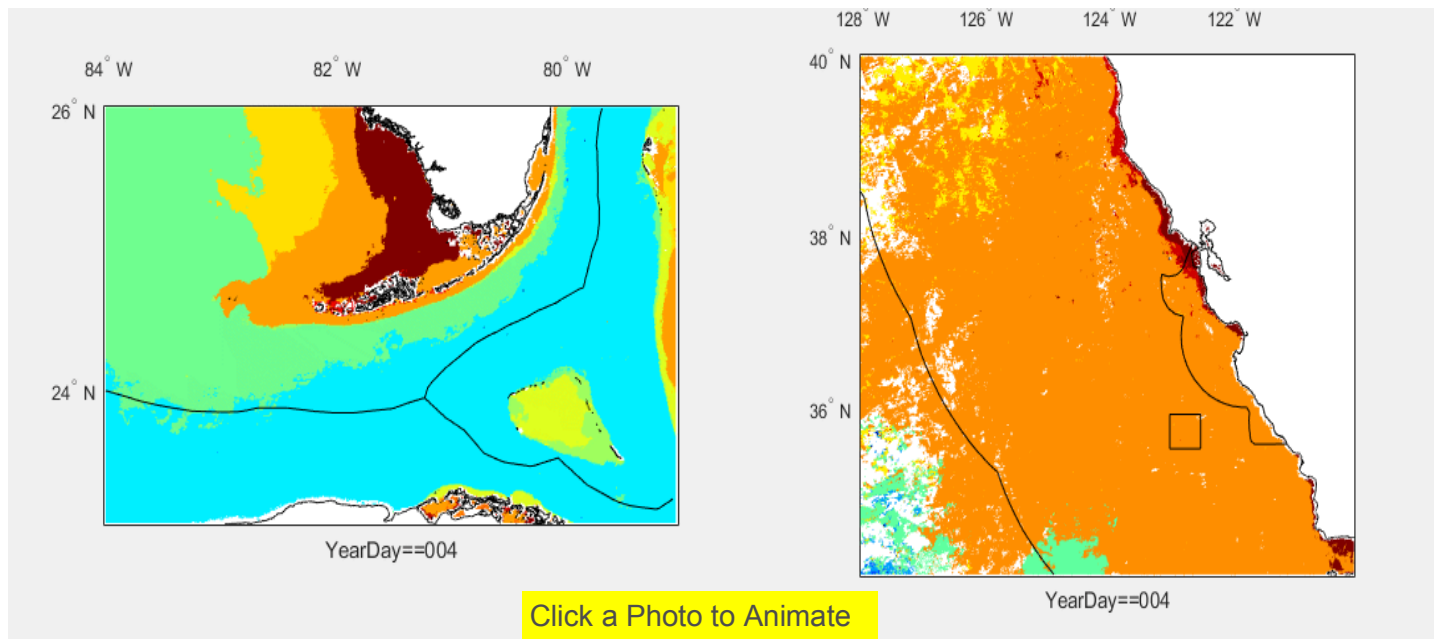 84° W 82° W 80° W
26° N
24° N
YearDay==004
128° W 126° W 124° W 122° W
40° N
38° N
36° N
34° N
YearDay==004
Click a Photo to Animate